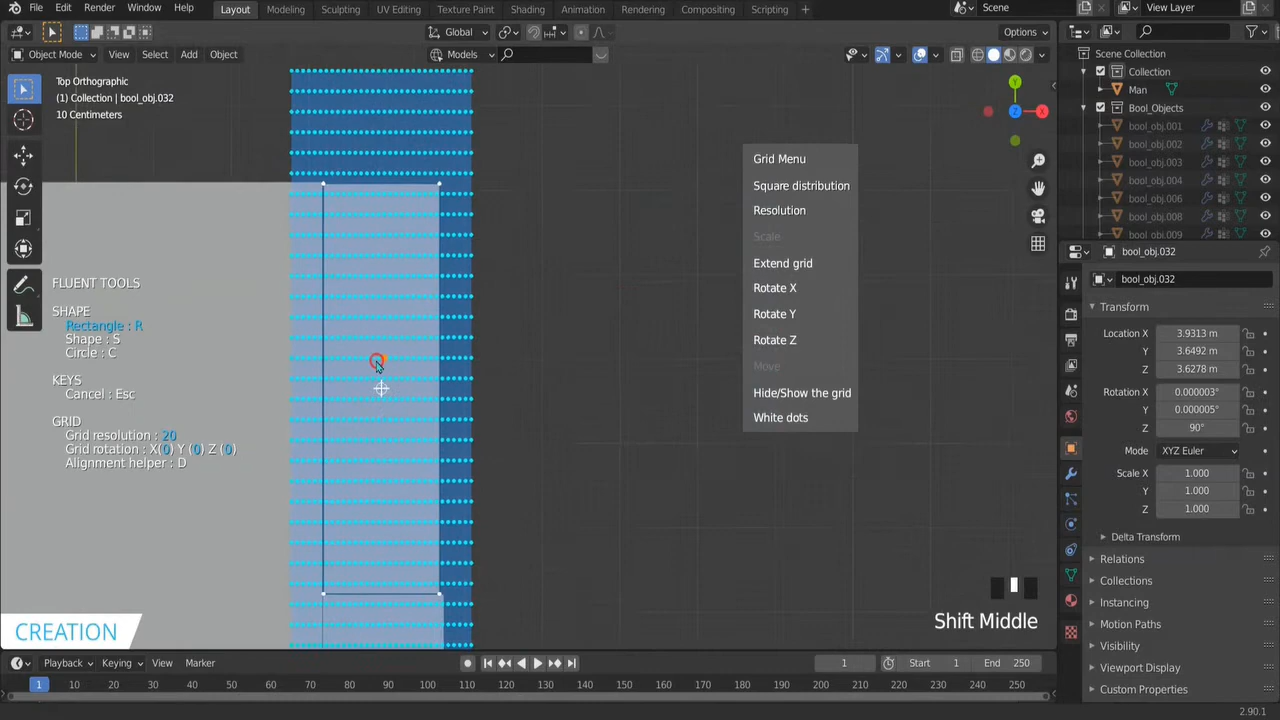 File Edit Render Window Help Layout Modeling Sculpting UV Editing Texture Paint Shading Animation Rendering Compositing Scripting + Scene View Layer
Global Options
Object Mode View Select Add Object Models
Top Orthographic
(1) Collection | bool_obj.032
10 Centimeters
Y
X
Z
FLUENT TOOLS
SHAPE
Rectangle : R
Shape : S
Circle : C
KEYS
Cancel : Esc
GRID
Grid resolution : 20
Grid rotation : X(0) Y (0) Z (0)
Alignment helper : D
Grid Menu
Square distribution
Resolution
Scale
Extend grid
Rotate X
Rotate Y
Rotate Z
Move
Hide/Show the grid
White dots
CREATION
Shift Middle
Scene Collection
Collection
Man
Bool_Objects
bool_obj.001
bool_obj.002
bool_obj.003
bool_obj.004
bool_obj.006
bool_obj.008
bool_obj.009
bool_obj.032
bool_obj.032
Transform
Location X 3.9313 m
Y 3.6492 m
Z 3.6278 m
Rotation X 0.000003°
Y 0.000005°
Z 90°
Mode XYZ Euler
Scale X 1.000
Y 1.000
Z 1.000
Delta Transform
Relations
Collections
Instancing
Motion Paths
Visibility
Viewport Display
Custom Properties
Playback Keying View Marker 1 Start 1 End 250
1 10 20 30 40 50 60 70 80 90 100 110 120 130 140 150 160 170 180 190 200 210 220 230 240 250
2.90.1